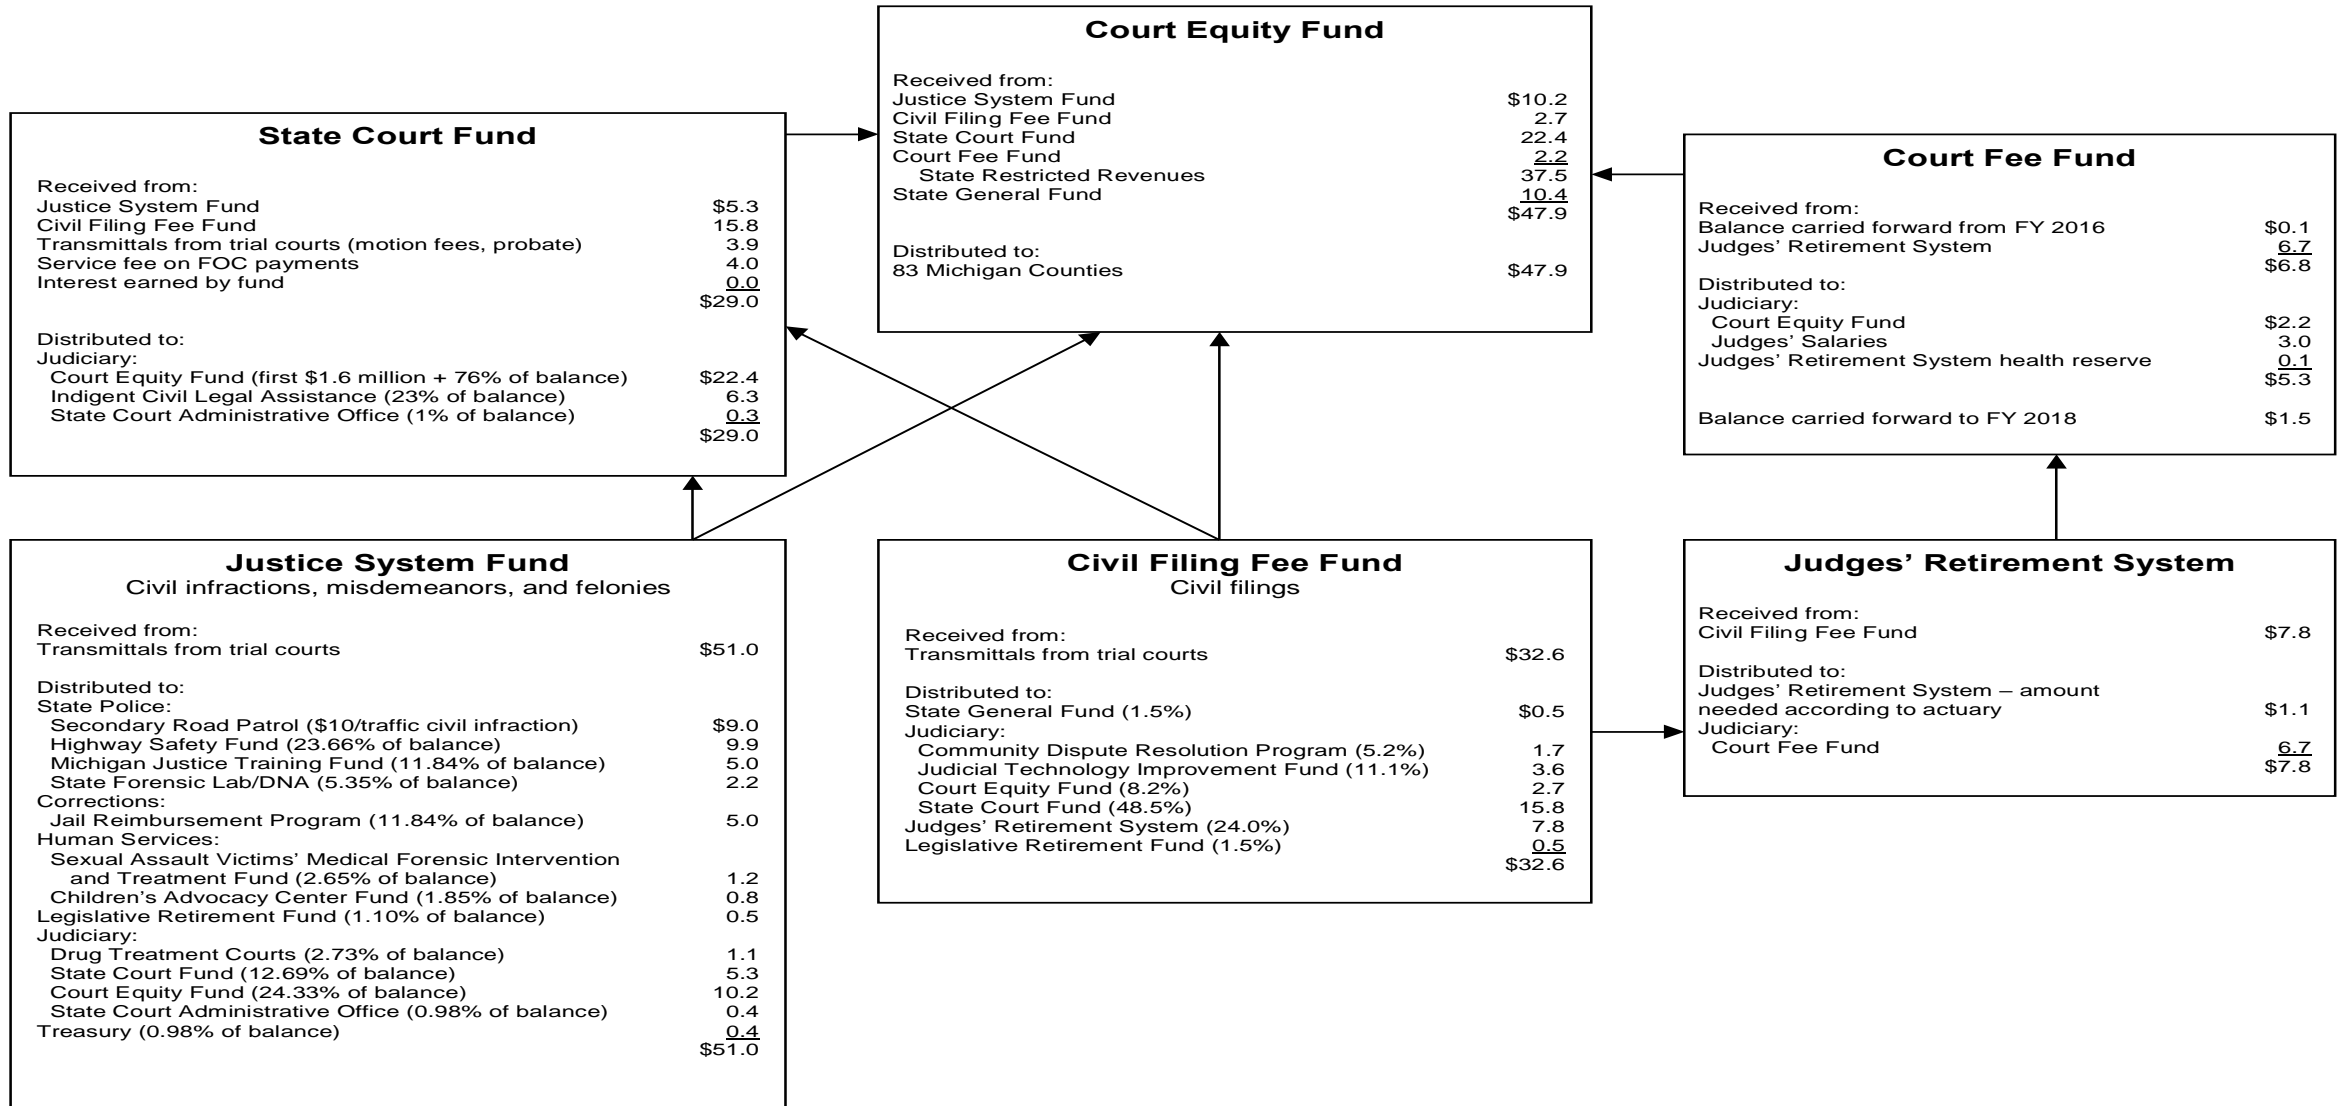 Court Equity Fund
Received from:
Justice System Fund $10.2
Civil Filing Fee Fund 2.7
State Court Fund 22.4
Court Fee Fund 2.2
State Restricted Revenues 37.5
State General Fund 10.4
$47.9
Distributed to:
83 Michigan Counties $47.9
State Court Fund
Received from:
Justice System Fund $5.3
Civil Filing Fee Fund 15.8
Transmittals from trial courts (motion fees, probate) 3.9
Service fee on FOC payments 4.0
Interest earned by fund 0.0
$29.0
Distributed to:
Judiciary:
Court Equity Fund (first $1.6 million + 76% of balance) $22.4
Indigent Civil Legal Assistance (23% of balance) 6.3
State Court Administrative Office (1% of balance) 0.3
$29.0
Court Fee Fund
Received from:
Balance carried forward from FY 2016 $0.1
Judges’ Retirement System 6.7
$6.8
Distributed to:
Judiciary:
Court Equity Fund $2.2
Judges’ Salaries 3.0
Judges’ Retirement System health reserve 0.1
$5.3
Balance carried forward to FY 2018 $1.5
Justice System Fund
Civil infractions, misdemeanors, and felonies
Received from:
Transmittals from trial courts $51.0
Distributed to:
State Police:
Secondary Road Patrol ($10/traffic civil infraction) $9.0
Highway Safety Fund (23.66% of balance) 9.9
Michigan Justice Training Fund (11.84% of balance) 5.0
State Forensic Lab/DNA (5.35% of balance) 2.2
Corrections:
Jail Reimbursement Program (11.84% of balance) 5.0
Human Services:
Sexual Assault Victims’ Medical Forensic Intervention
and Treatment Fund (2.65% of balance) 1.2
Children’s Advocacy Center Fund (1.85% of balance) 0.8
Legislative Retirement Fund (1.10% of balance) 0.5
Judiciary:
Drug Treatment Courts (2.73% of balance) 1.1
State Court Fund (12.69% of balance) 5.3
Court Equity Fund (24.33% of balance) 10.2
State Court Administrative Office (0.98% of balance) 0.4
Treasury (0.98% of balance) 0.4
$51.0
Civil Filing Fee Fund
Civil filings
Received from:
Transmittals from trial courts $32.6
Distributed to:
State General Fund (1.5%) $0.5
Judiciary:
Community Dispute Resolution Program (5.2%) 1.7
Judicial Technology Improvement Fund (11.1%) 3.6
Court Equity Fund (8.2%) 2.7
State Court Fund (48.5%) 15.8
Judges’ Retirement System (24.0%) 7.8
Legislative Retirement Fund (1.5%) 0.5
$32.6
Judges’ Retirement System
Received from:
Civil Filing Fee Fund $7.8
Distributed to:
Judges’ Retirement System – amount
needed according to actuary $1.1
Judiciary:
Court Fee Fund 6.7
$7.8